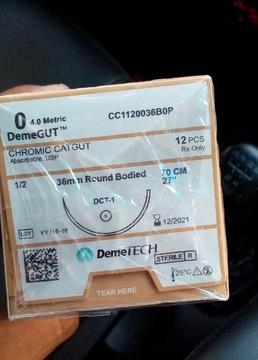 0 4.0 Metric CC1120036B0P
DemeGUT™
CHROMIC CATGUT 12 PCS
Absorbable, USP Rx Only
1/2 36mm Round Bodied 70 CM
27"
DCT-1
12/2021
LOT YY I16-16
DemeTECH STERILE R
25°C
TEAR HERE